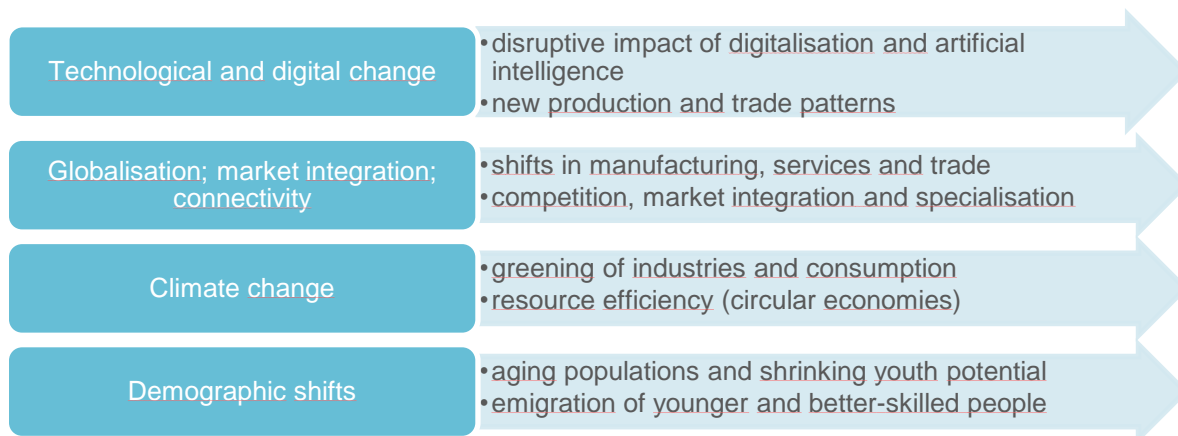 Technological and digital change
•disruptive impact of digitalisation and artificial
intelligence
•new production and trade patterns
Globalisation; market integration;
connectivity
•shifts in manufacturing, services and trade
•competition, market integration and specialisation
Climate change
•greening of industries and consumption
•resource efficiency (circular economies)
Demographic shifts
•aging populations and shrinking youth potential
•emigration of younger and better-skilled people